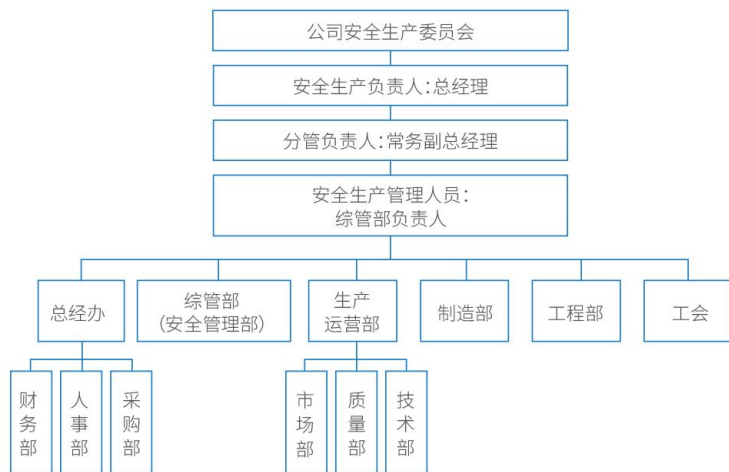 公司安全生产委员会
安全生产负责人:总经理
分管负责人:常务副总经理
安全生产管理人员:
综管部负责人
总经办
综管部
(安全管理部)
生产
运营部
制造部
工程部
工会
财务部
人事部
采购部
市场部
质量部
技术部